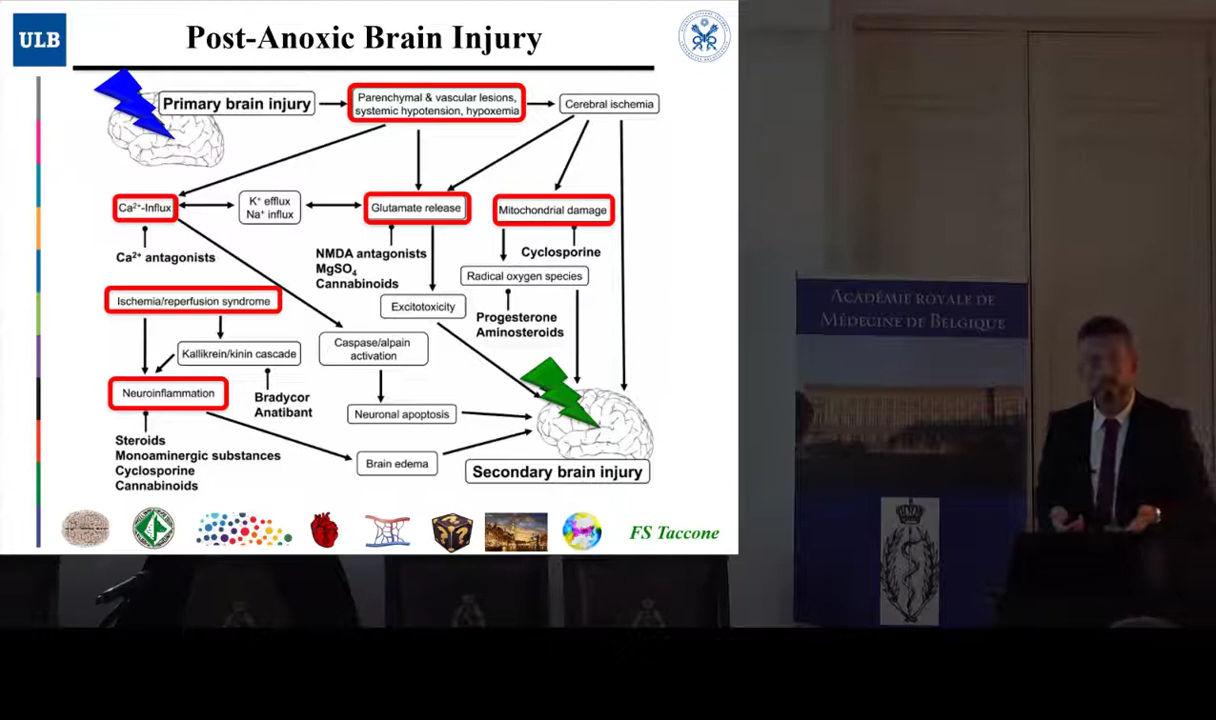 ULB
Post-Anoxic Brain Injury
Primary brain injury
Parenchymal & vascular lesions,
systemic hypotension, hypoxemia
Cerebral ischemia
Ca²⁺-Influx
K⁺ efflux
Na⁺ influx
Glutamate release
Mitochondrial damage
Ca²⁺ antagonists
NMDA antagonists
MgSO₄
Cannabinoids
Cyclosporine
Radical oxygen species
Ischemia/reperfusion syndrome
Excitotoxicity
Progesterone
Aminosteroids
Kallikrein/kinin cascade
Caspase/alpain
activation
Neuroinflammation
Bradycor
Anatibant
Neuronal apoptosis
Steroids
Monoaminergic substances
Cyclosporine
Cannabinoids
Brain edema
Secondary brain injury
FS Taccone
ACADÉMIE ROYALE DE
MÉDECINE DE BELGIQUE